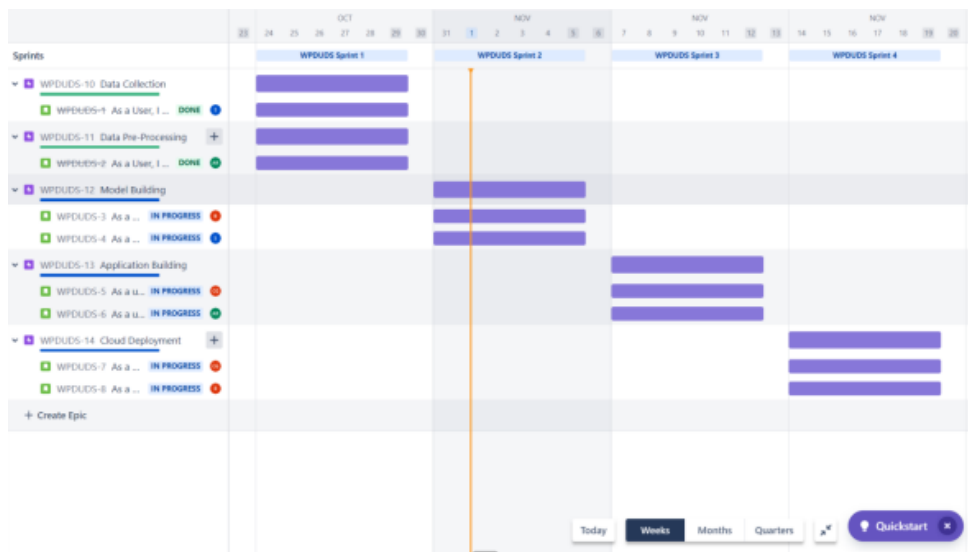 OCT NOV NOV NOV
23 24 25 26 27 28 29 30 31 1 2 3 4 5 6 7 8 9 10 11 12 13 14 15 16 17 18 19 20
Sprints WPDUDS Sprint 1 WPDUDS Sprint 2 WPDUDS Sprint 3 WPDUDS Sprint 4
WPDUDS-10 Data Collection
WPDUDS-1 As a User, I ... DONE
WPDUDS-11 Data Pre-Processing +
WPDUDS-2 As a User, I ... DONE
WPDUDS-12 Model Building
WPDUDS-3 As a ... IN PROGRESS
WPDUDS-4 As a ... IN PROGRESS
WPDUDS-13 Application Building
WPDUDS-5 As a u... IN PROGRESS
WPDUDS-6 As a u... IN PROGRESS
WPDUDS-14 Cloud Deployment +
WPDUDS-7 As a ... IN PROGRESS
WPDUDS-8 As a ... IN PROGRESS
+ Create Epic
Today Weeks Months Quarters Quickstart